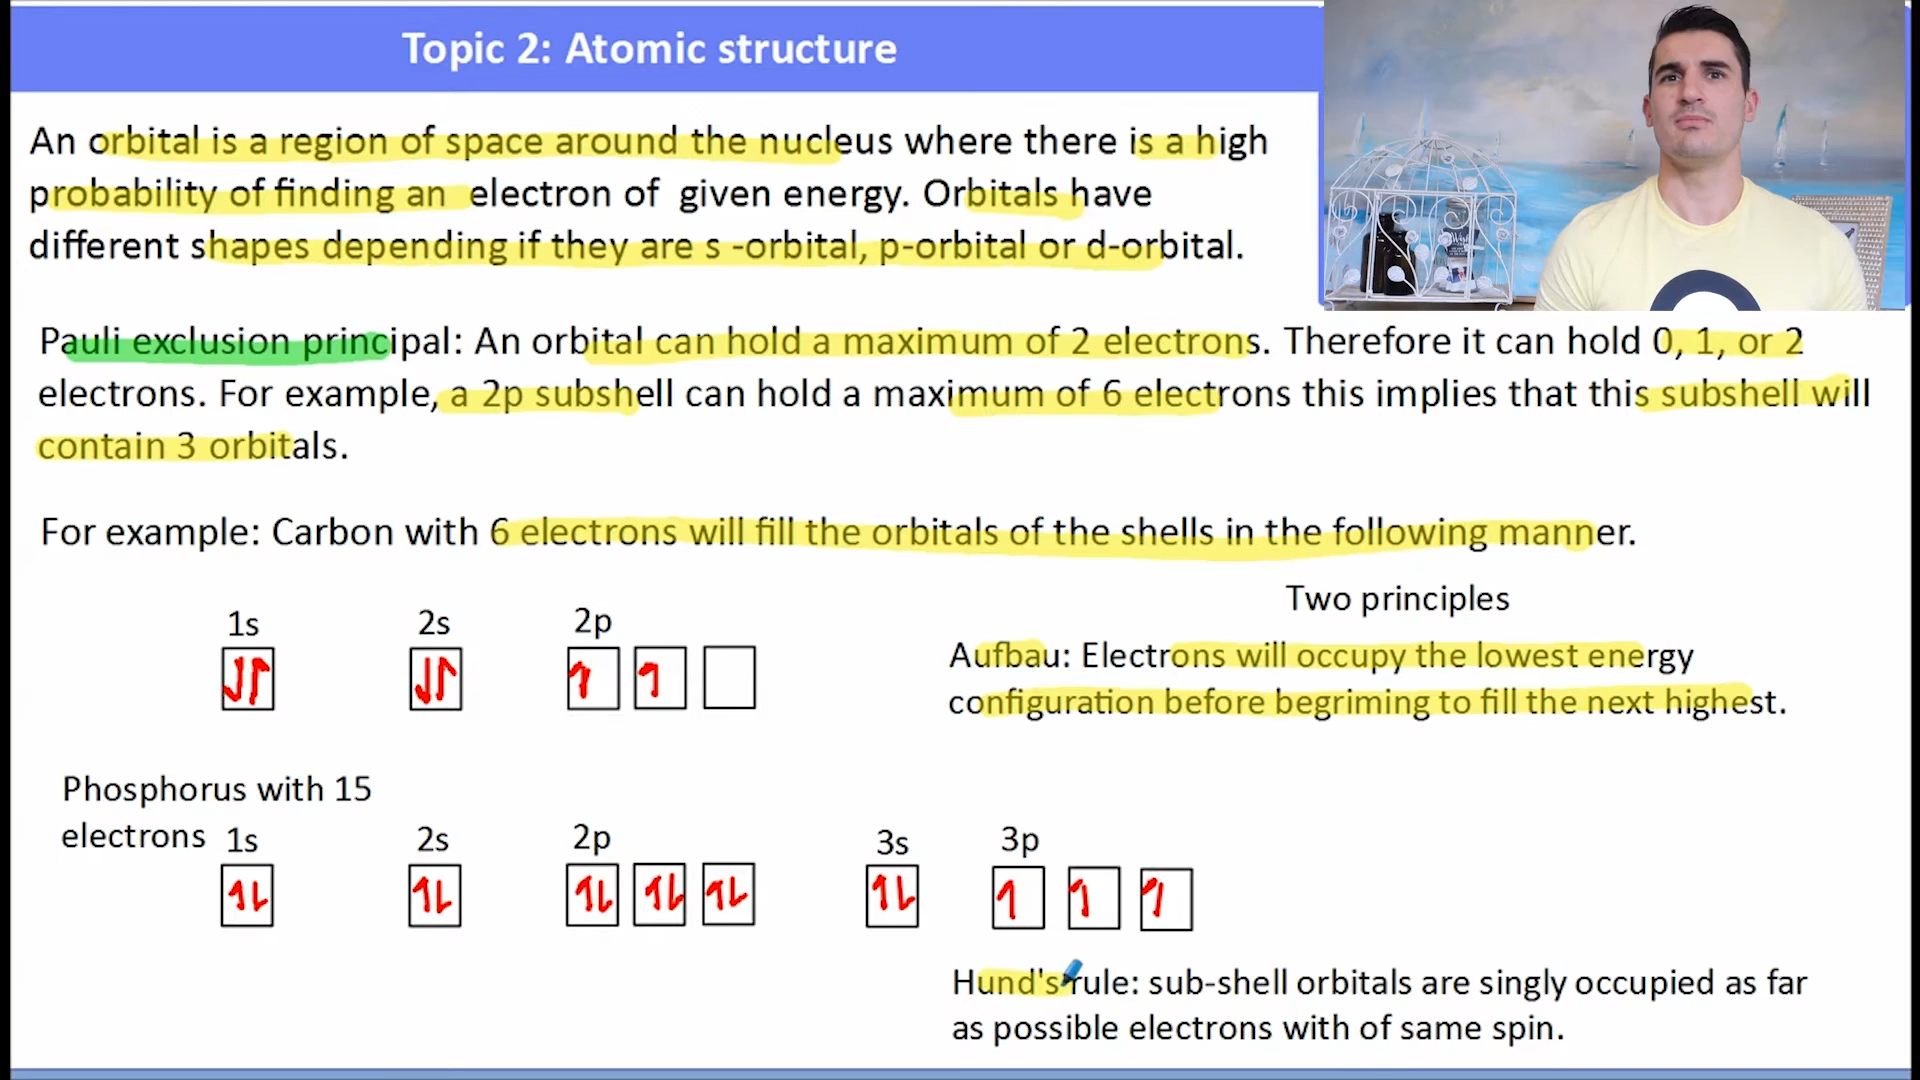 Topic 2: Atomic structure
An orbital is a region of space around the nucleus where there is a high
probability of finding an electron of given energy. Orbitals have
different shapes depending if they are s -orbital, p-orbital or d-orbital.
Pauli exclusion principal: An orbital can hold a maximum of 2 electrons. Therefore it can hold 0, 1, or 2
electrons. For example, a 2p subshell can hold a maximum of 6 electrons this implies that this subshell will
contain 3 orbitals.
For example: Carbon with 6 electrons will fill the orbitals of the shells in the following manner.
Two principles
1s 2s 2p
Aufbau: Electrons will occupy the lowest energy
configuration before begriming to fill the next highest.
Phosphorus with 15
electrons 1s 2s 2p 3s 3p
Hund's rule: sub-shell orbitals are singly occupied as far
as possible electrons with of same spin.